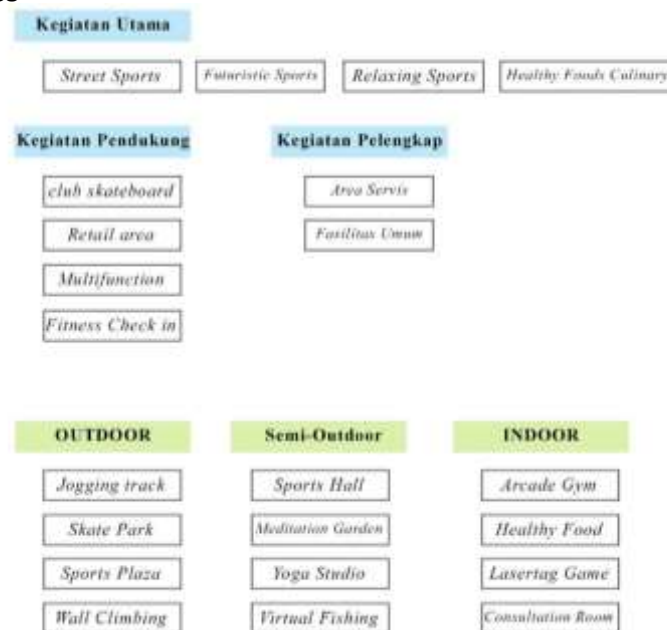 Kegiatan Utama
Street Sports
Futuristic Sports
Relaxing Sports
Healthy Foods Culinary
Kegiatan Pendukung
Kegiatan Pelengkap
club skateboard
Area Servis
Retail area
Fasilitas Umum
Multifunction
Fitness Check in
OUTDOOR
Semi-Outdoor
INDOOR
Jogging track
Sports Hall
Arcade Gym
Skate Park
Meditation Garden
Healthy Food
Sports Plaza
Yoga Studio
Lasertag Game
Wall Climbing
Virtual Fishing
Consultation Room